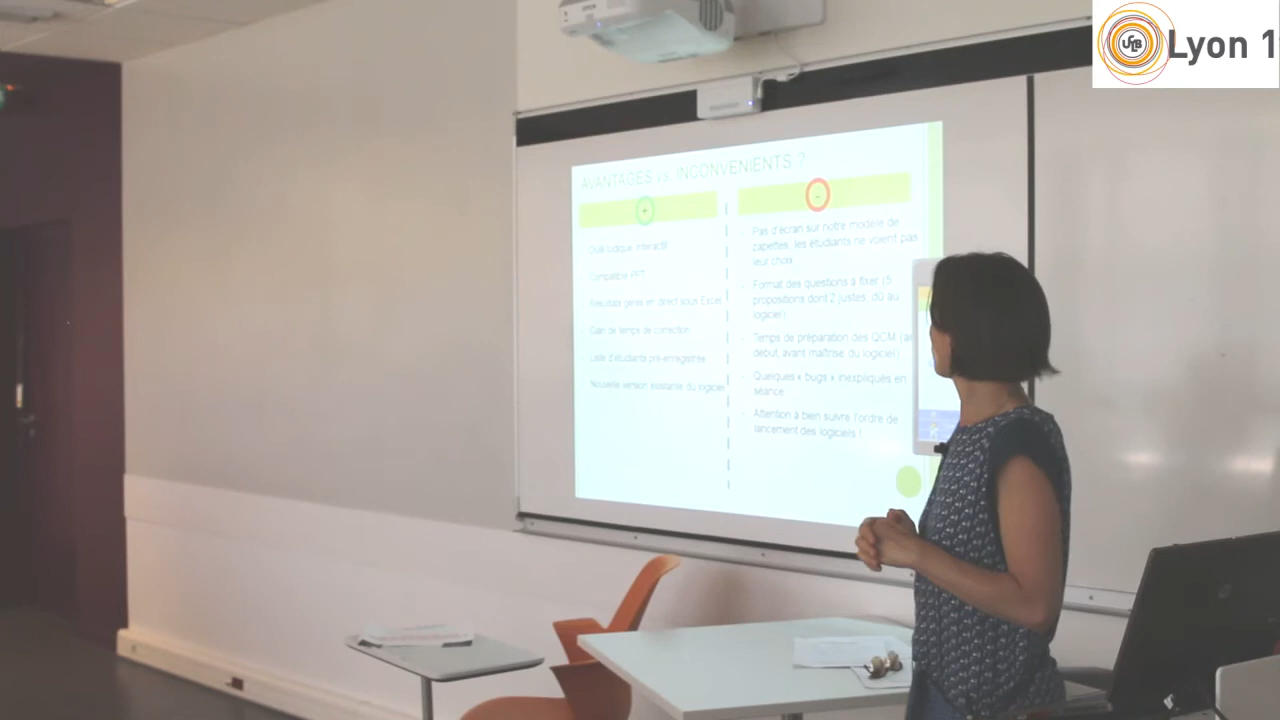 UCLB Lyon 1
EPSON
AVANTAGES vs. INCONVENIENTS ?
+
-
Outil ludique, interactif
Compatible PPT
- Résultats gérés en direct sous Excel
- Gain de temps de correction
- Liste d'étudiants pré-enregistrée
- Nouvelle version existante du logiciel
- Pas d'écran sur notre modèle de
zapettes, les étudiants ne voient pas
leur choix
- Format des questions à fixer (5
propositions dont 2 justes, dû au
logiciel)
- Temps de préparation des QCM (au
début, avant maîtrise du logiciel)
- Quelques « bugs » inexpliqués en
séance
- Attention à bien suivre l'ordre de
lancement des logiciels !